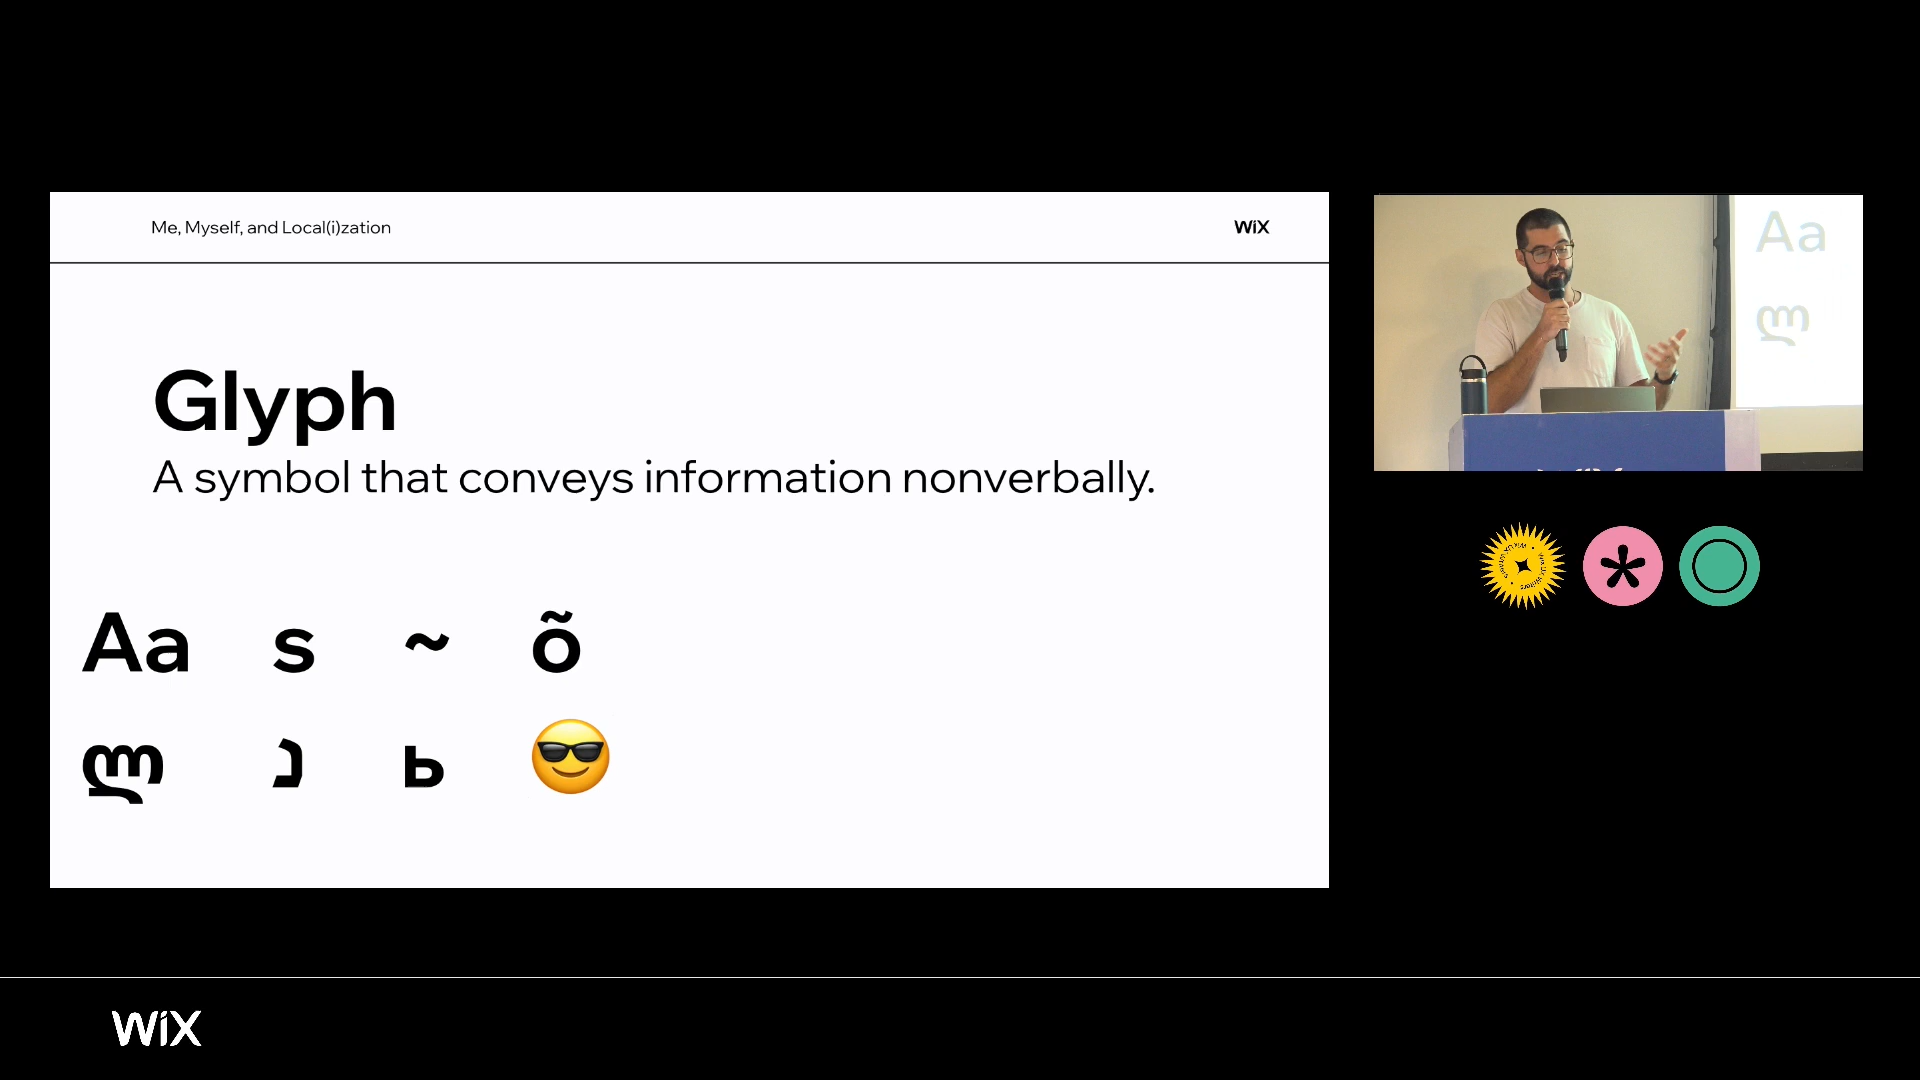 Me, Myself, and Local(i)zation
WiX
Glyph
A symbol that conveys information nonverbally.
Aa s ~ õ
ლ נ ь 😎
Aa
ლ
WiX